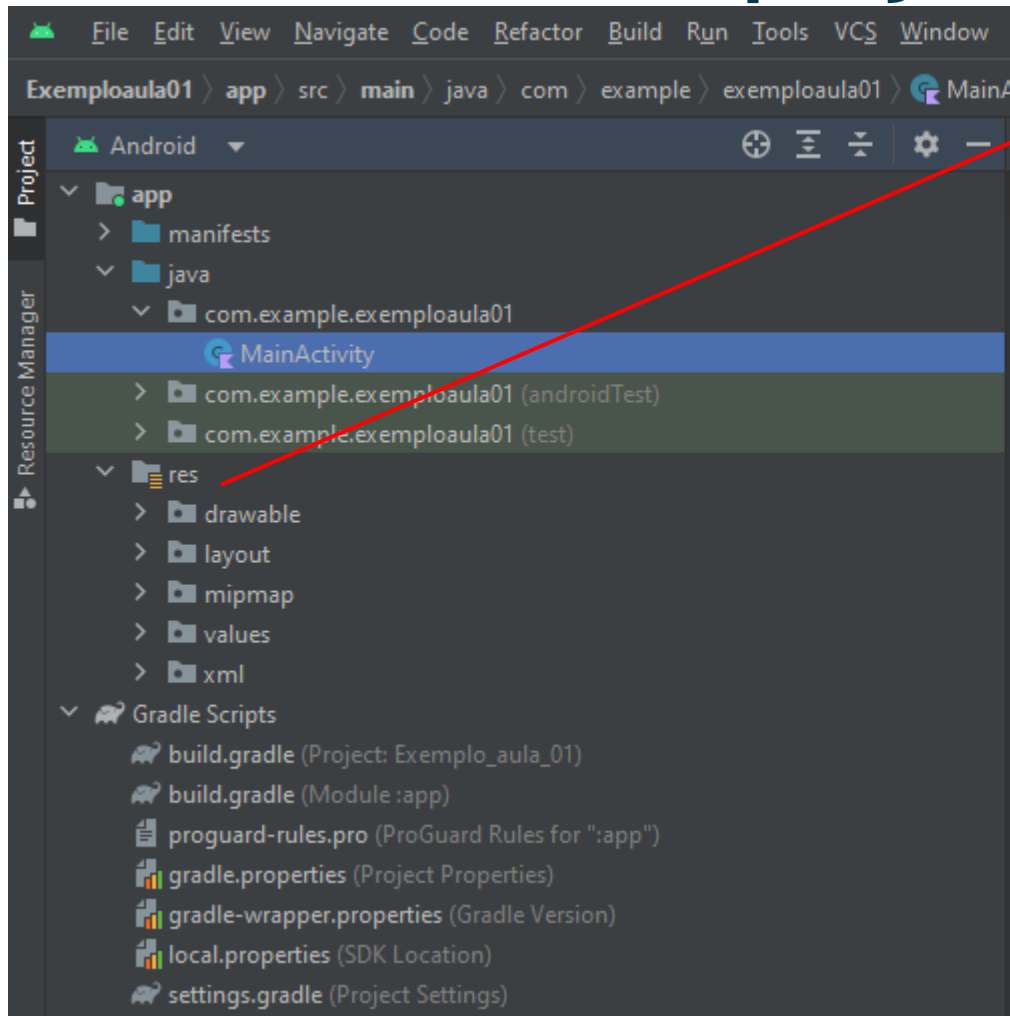 File Edit View Navigate Code Refactor Build Run Tools VCS Window
Exemploaula01 〉 app 〉 src 〉 main 〉 java 〉 com 〉 example 〉 exemploaula01 〉 MainA
Project
Android
app
manifests
java
com.example.exemploaula01
MainActivity
com.example.exemploaula01 (androidTest)
com.example.exemploaula01 (test)
Resource Manager
res
drawable
layout
mipmap
values
xml
Gradle Scripts
build.gradle (Project: Exemplo_aula_01)
build.gradle (Module :app)
proguard-rules.pro (ProGuard Rules for ":app")
gradle.properties (Project Properties)
gradle-wrapper.properties (Gradle Version)
local.properties (SDK Location)
settings.gradle (Project Settings)